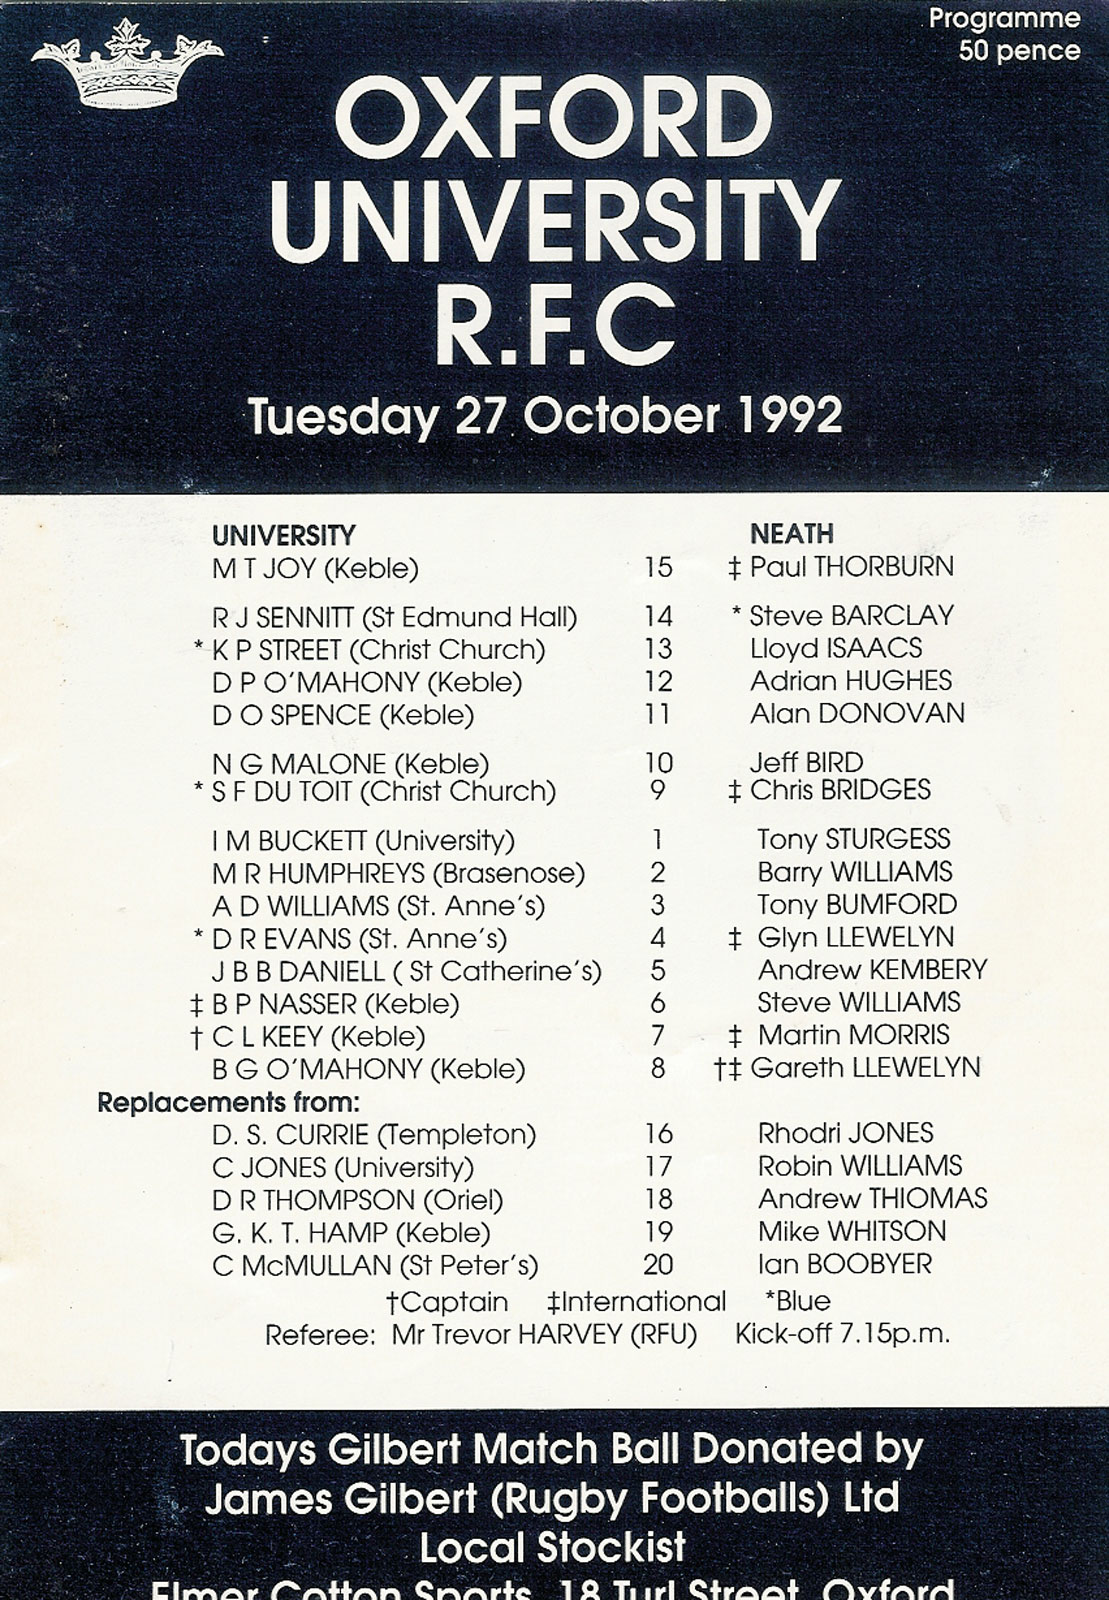 Programme
50 pence
OXFORD
UNIVERSITY
R.F.C
Tuesday 27 October 1992
UNIVERSITY NEATH
M T JOY (Keble) 15 ‡ Paul THORBURN
R J SENNITT (St Edmund Hall) 14 * Steve BARCLAY
* K P STREET (Christ Church) 13 Lloyd ISAACS
D P O'MAHONY (Keble) 12 Adrian HUGHES
D O SPENCE (Keble) 11 Alan DONOVAN
N G MALONE (Keble) 10 Jeff BIRD
* S F DU TOIT (Christ Church) 9 ‡ Chris BRIDGES
I M BUCKETT (University) 1 Tony STURGESS
M R HUMPHREYS (Brasenose) 2 Barry WILLIAMS
A D WILLIAMS (St. Anne's) 3 Tony BUMFORD
* D R EVANS (St. Anne's) 4 ‡ Glyn LLEWELYN
J B B DANIELL ( St Catherine's) 5 Andrew KEMBERY
‡ B P NASSER (Keble) 6 Steve WILLIAMS
† C L KEEY (Keble) 7 ‡ Martin MORRIS
B G O'MAHONY (Keble) 8 †‡ Gareth LLEWELYN
Replacements from:
D. S. CURRIE (Templeton) 16 Rhodri JONES
C JONES (University) 17 Robin WILLIAMS
D R THOMPSON (Oriel) 18 Andrew THIOMAS
G. K. T. HAMP (Keble) 19 Mike WHITSON
C McMULLAN (St Peter's) 20 Ian BOOBYER
†Captain ‡International *Blue
Referee: Mr Trevor HARVEY (RFU) Kick-off 7.15p.m.
Todays Gilbert Match Ball Donated by
James Gilbert (Rugby Footballs) Ltd
Local Stockist
Elmer Cotton Sports, 18 Turl Street, Oxford